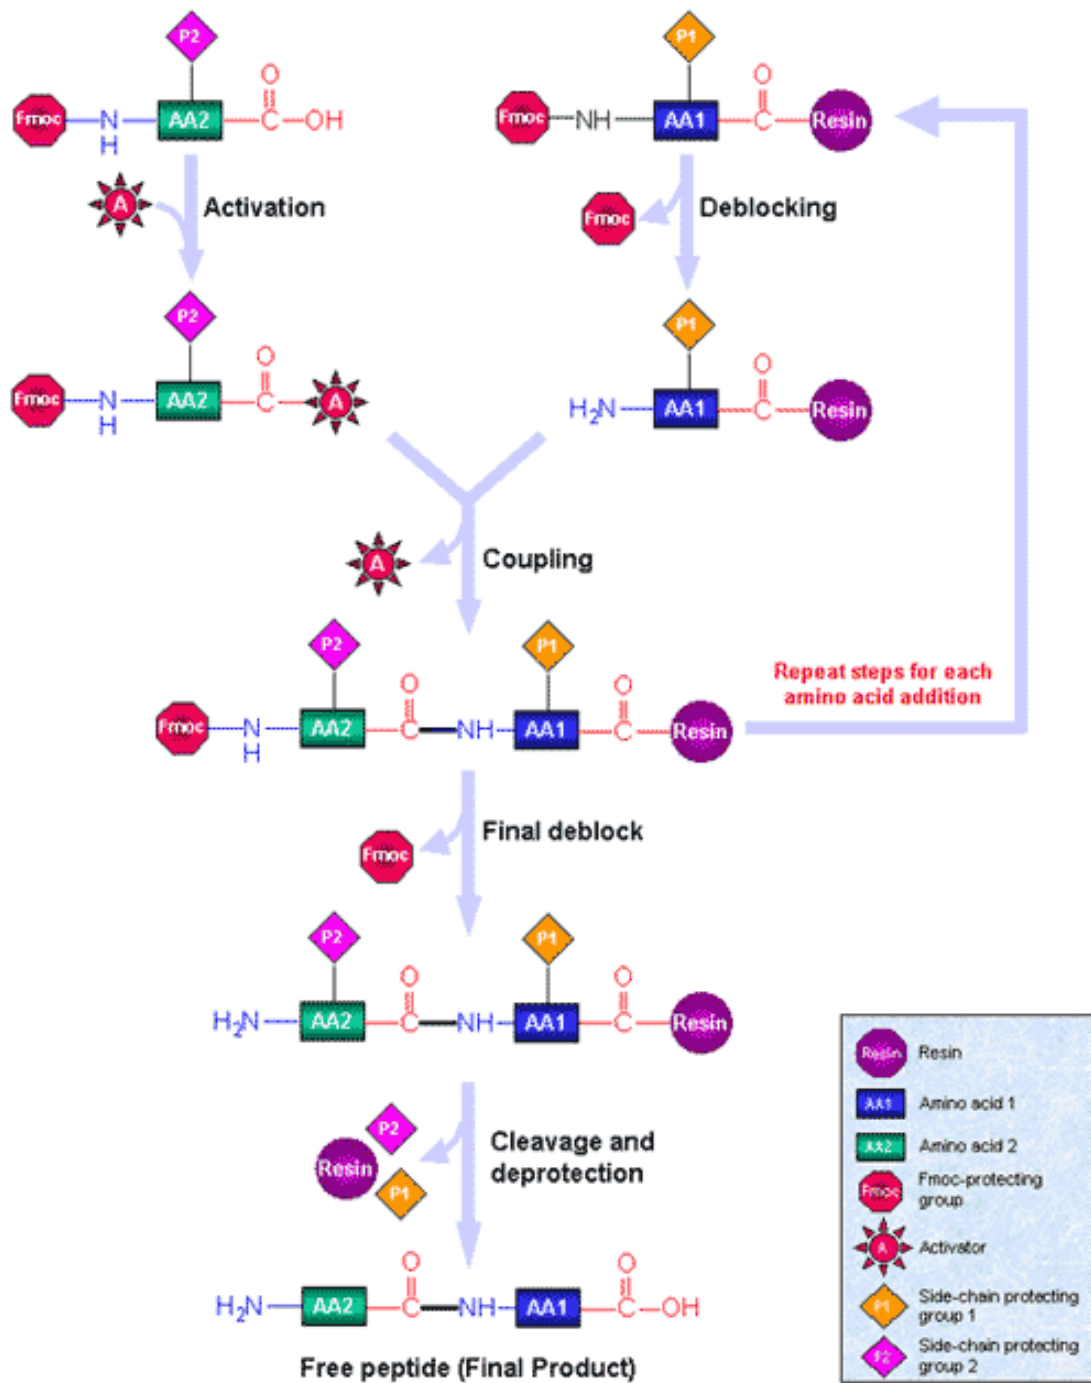 P2
P1
O
O
Fmoc
N
H
AA2
C
OH
Fmoc
NH
AA1
C
Resin
A
Activation
Fmoc
Deblocking
P2
P1
O
O
Fmoc
N
H
AA2
C
A
H₂N
AA1
C
Resin
A
Coupling
P2
P1
Repeat steps for each
amino acid addition
O
O
Fmoc
N
H
AA2
C
NH
AA1
C
Resin
Fmoc
Final deblock
P2
P1
O
O
H₂N
AA2
C
NH
AA1
C
Resin
P2
Resin
P1
Cleavage and
deprotection
O
O
H₂N
AA2
C
NH
AA1
C
OH
Free peptide (Final Product)
Resin
Resin
AA1
Amino acid 1
AA2
Amino acid 2
Fmoc
Fmoc-protecting
group
A
Activator
P1
Side-chain protecting
group 1
P2
Side-chain protecting
group 2